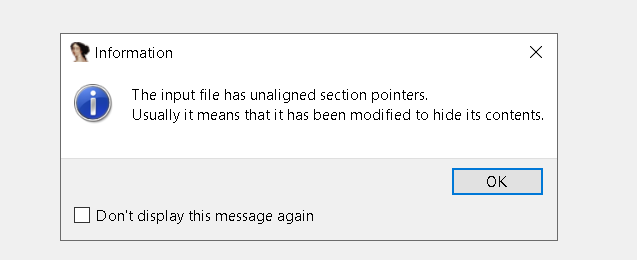 Information
The input file has unaligned section pointers.
Usually it means that it has been modified to hide its contents.
OK
Don't display this message again